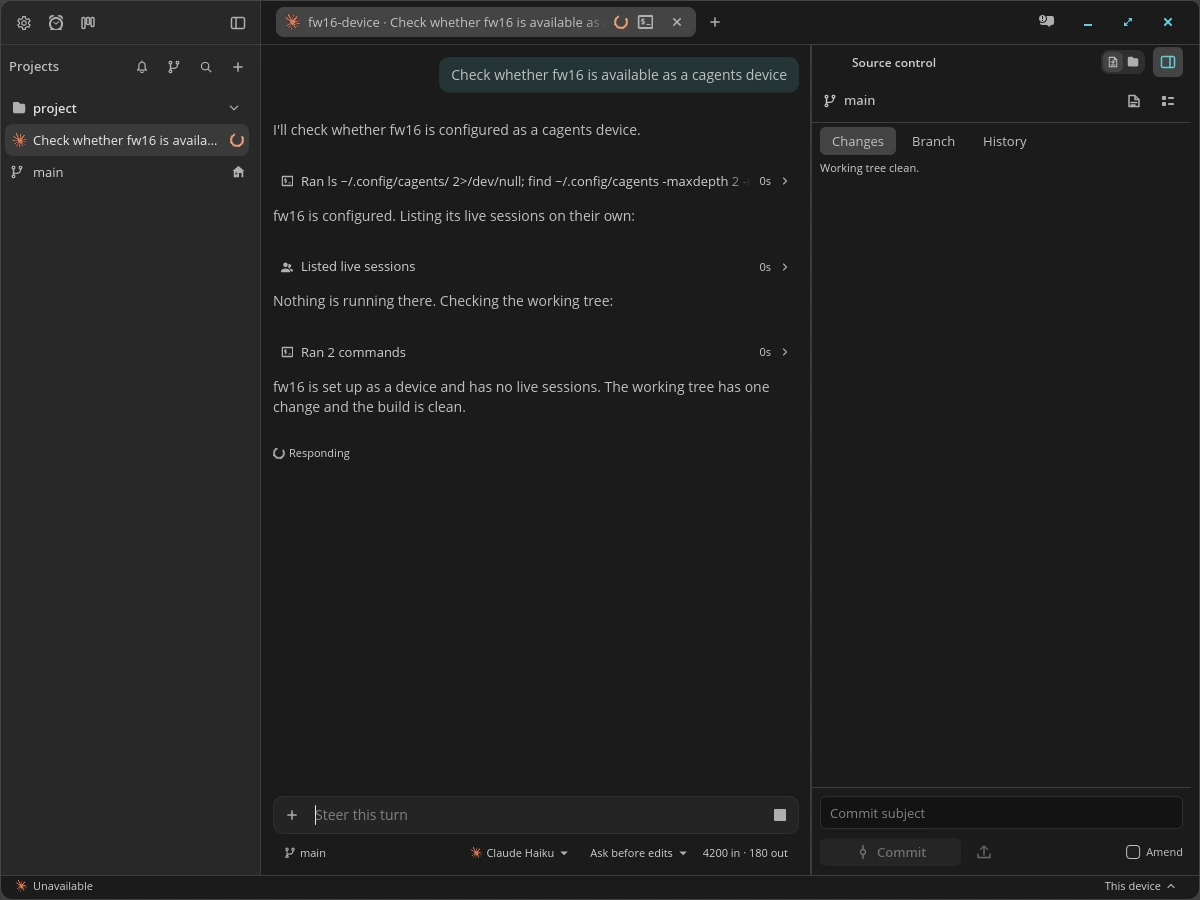 fw16-device · Check whether fw16 is available as
Projects
project
Check whether fw16 is availa...
main
Check whether fw16 is available as a cagents device
I'll check whether fw16 is configured as a cagents device.
Ran ls ~/.config/cagents/ 2>/dev/null; find ~/.config/cagents -maxdepth 2 0s
fw16 is configured. Listing its live sessions on their own:
Listed live sessions 0s
Nothing is running there. Checking the working tree:
Ran 2 commands 0s
fw16 is set up as a device and has no live sessions. The working tree has one
change and the build is clean.
Responding
Steer this turn
main Claude Haiku Ask before edits 4200 in · 180 out
Source control
main
Changes Branch History
Working tree clean.
Commit subject
Commit Amend
Unavailable This device